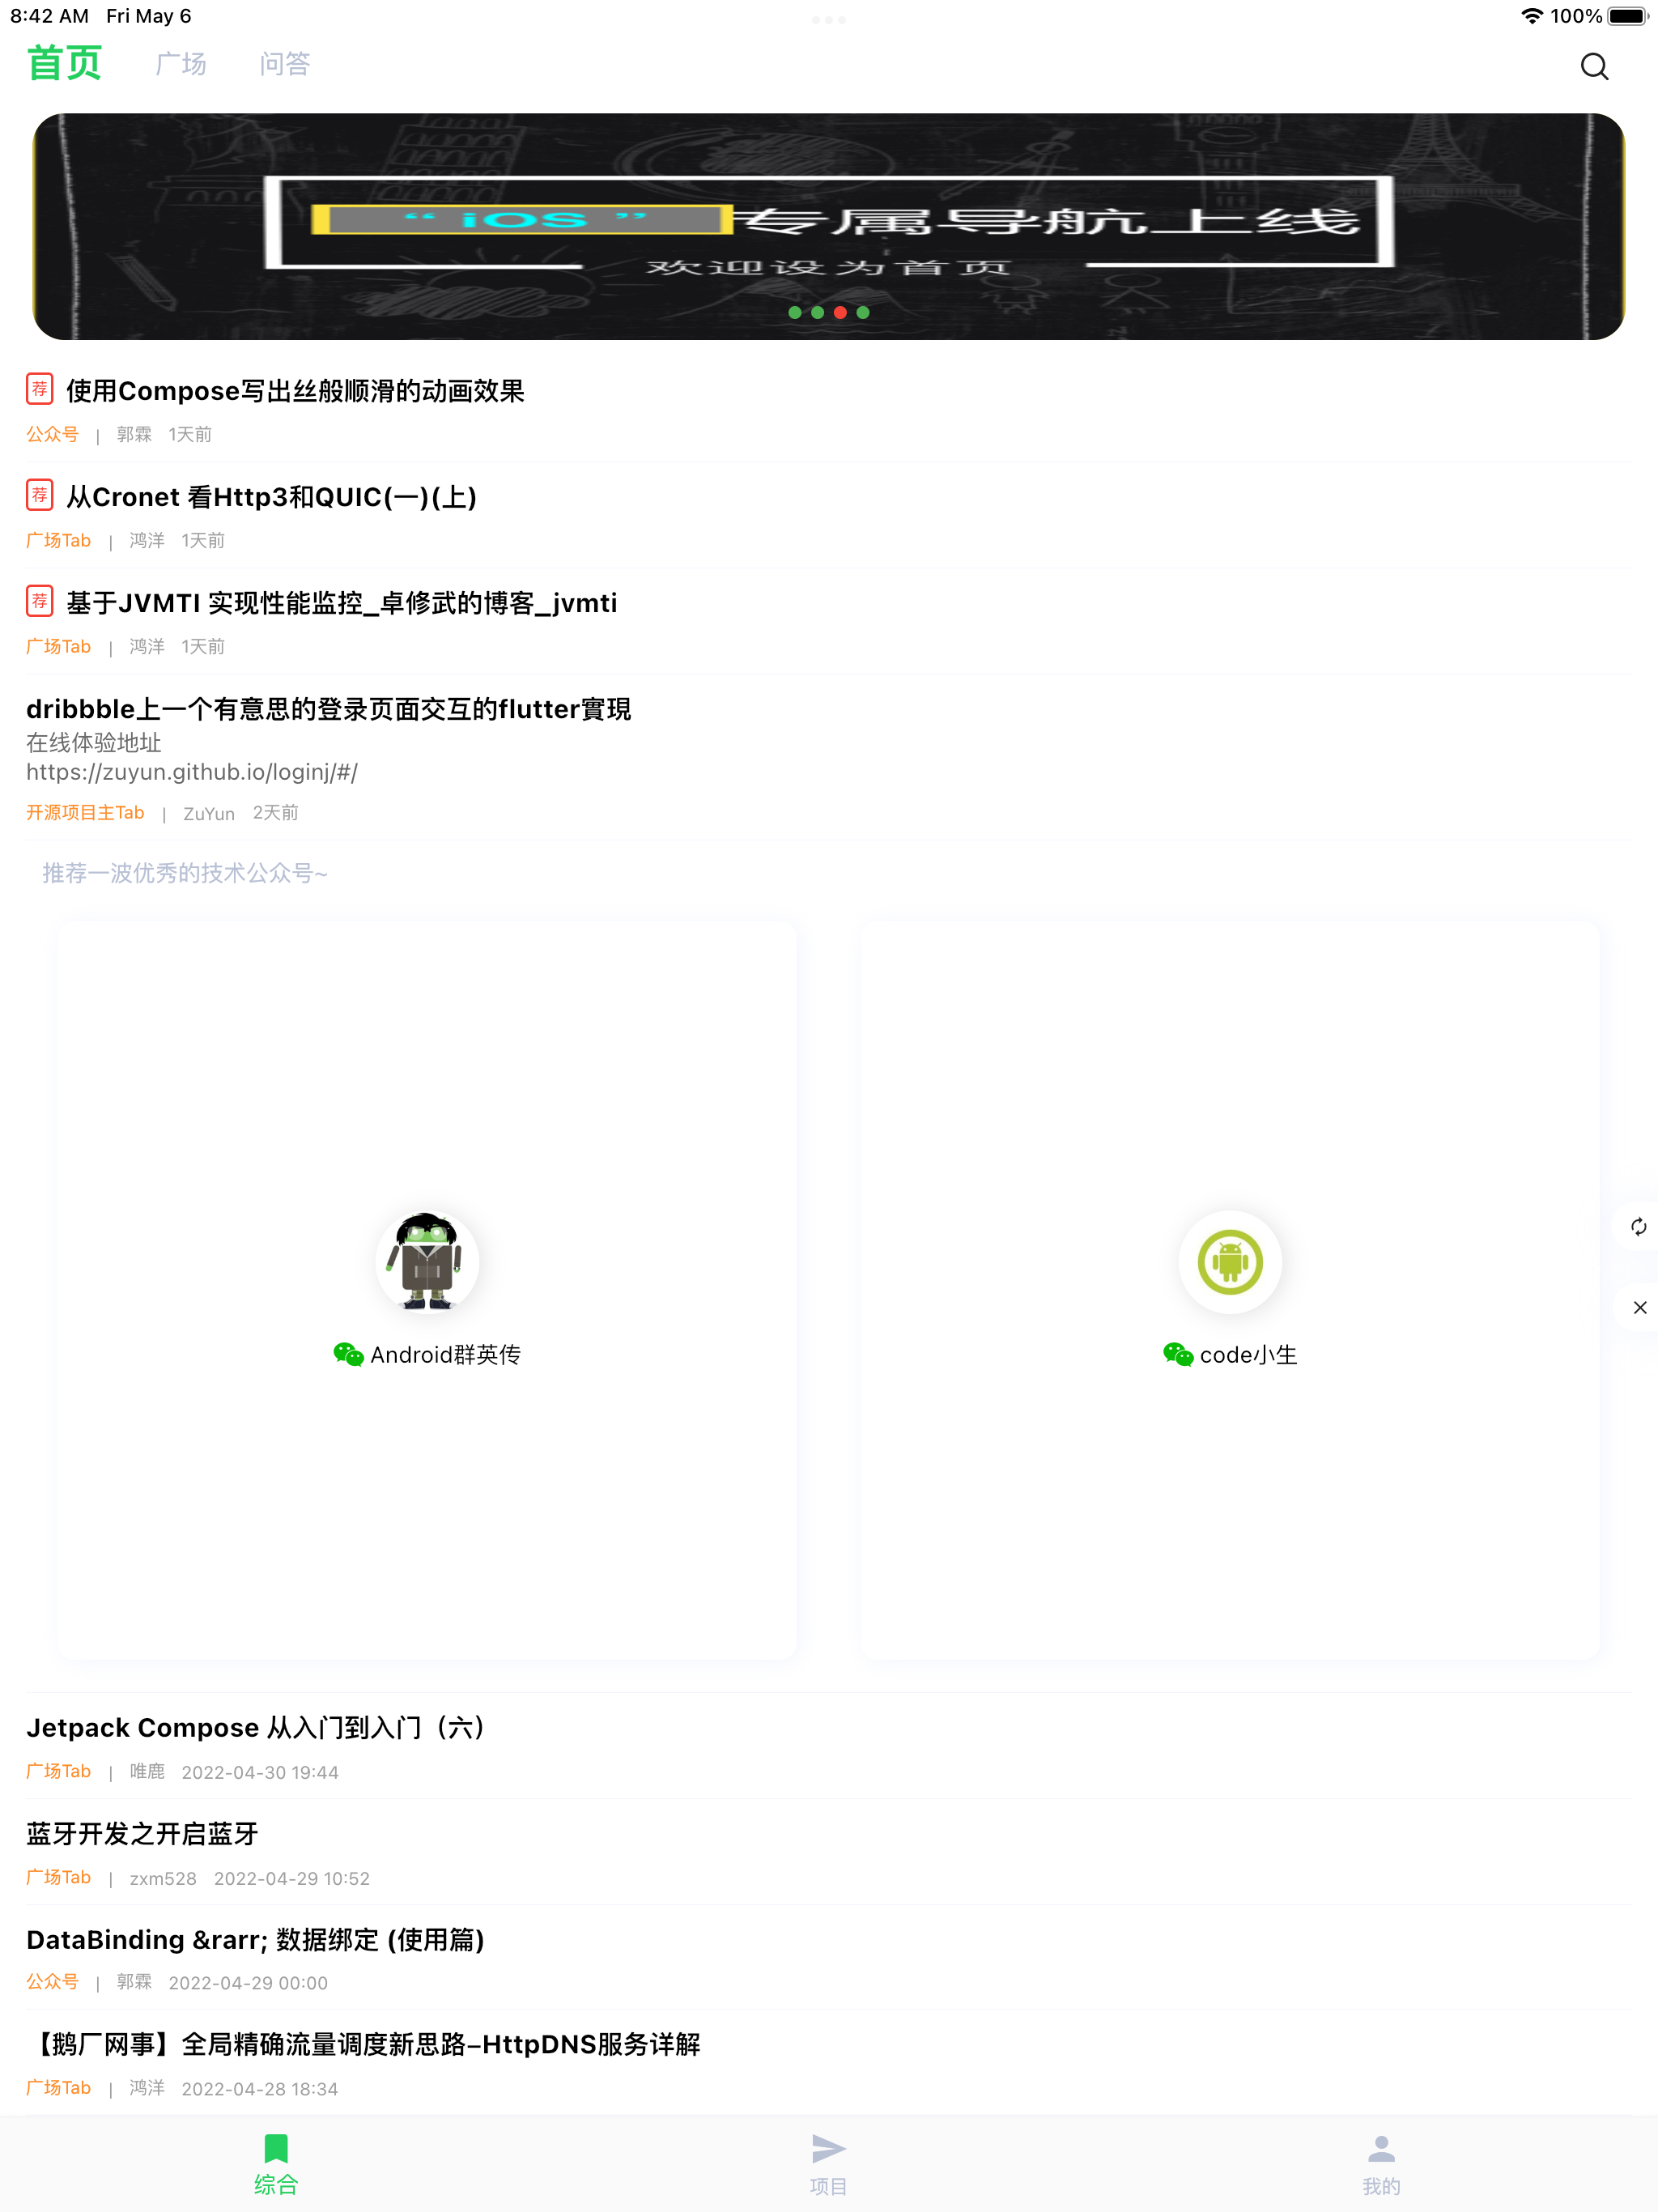 8:42 AM Fri May 6 100%
首页 广场 问答
“ iOS ” 专属导航上线
欢迎设为首页
荐 使用Compose写出丝般顺滑的动画效果
公众号 | 郭霖 1天前
荐 从Cronet 看Http3和QUIC(一)(上)
广场Tab | 鸿洋 1天前
荐 基于JVMTI 实现性能监控_卓修武的博客_jvmti
广场Tab | 鸿洋 1天前
dribbble上一个有意思的登录页面交互的flutter實現
在线体验地址
https://zuyun.github.io/loginj/#/
开源项目主Tab | ZuYun 2天前
推荐一波优秀的技术公众号~
Android群英传 code小生
Jetpack Compose 从入门到入门（六）
广场Tab | 唯鹿 2022-04-30 19:44
蓝牙开发之开启蓝牙
广场Tab | zxm528 2022-04-29 10:52
DataBinding &rarr; 数据绑定 (使用篇)
公众号 | 郭霖 2022-04-29 00:00
【鹅厂网事】全局精确流量调度新思路–HttpDNS服务详解
广场Tab | 鸿洋 2022-04-28 18:34
综合 项目 我的